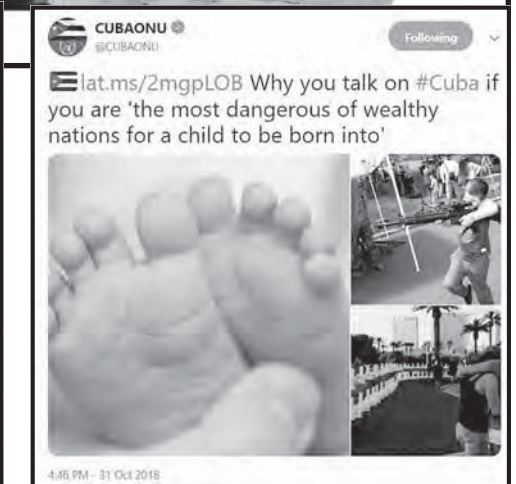 CUBAONU
@CUBAONU
Following
lat.ms/2mgpLOB Why you talk on #Cuba if
you are 'the most dangerous of wealthy
nations for a child to be born into'
4:46 PM - 31 Oct 2018